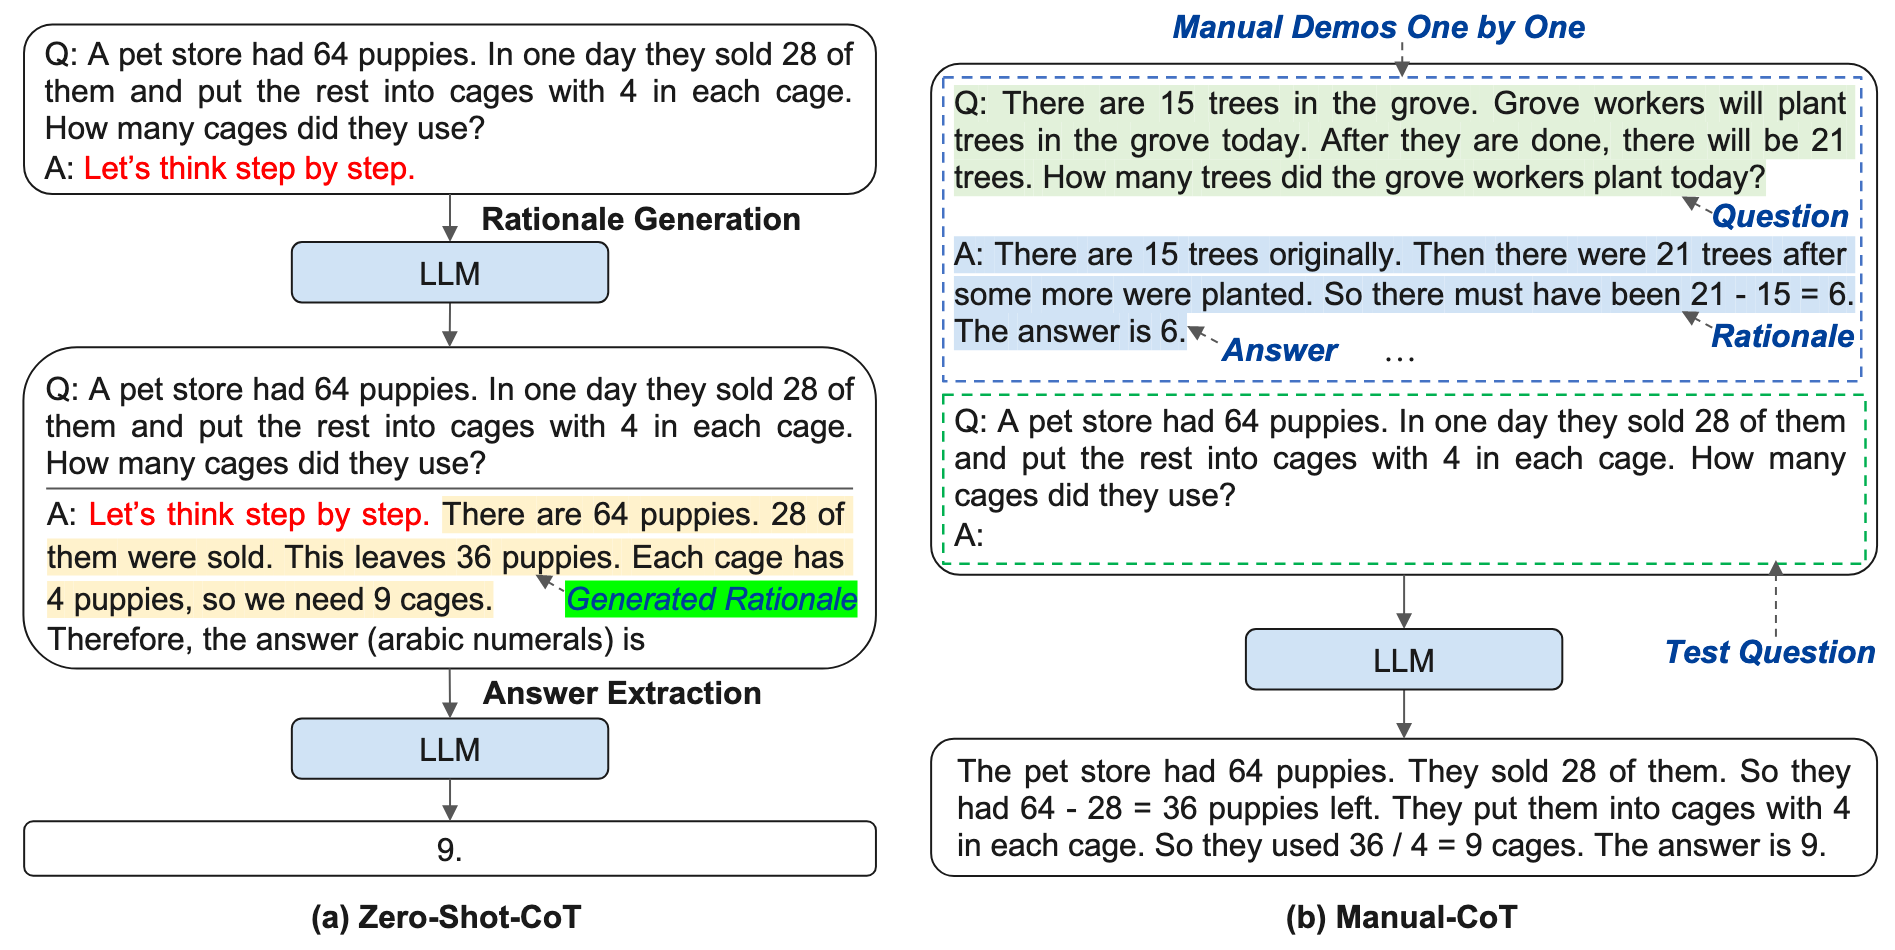 Q: A pet store had 64 puppies. In one day they sold 28 of
them and put the rest into cages with 4 in each cage.
How many cages did they use?
A: Let's think step by step.
Rationale Generation
LLM
Q: A pet store had 64 puppies. In one day they sold 28 of
them and put the rest into cages with 4 in each cage.
How many cages did they use?
A: Let's think step by step. There are 64 puppies. 28 of
them were sold. This leaves 36 puppies. Each cage has
4 puppies, so we need 9 cages.
Generated Rationale
Therefore, the answer (arabic numerals) is
Answer Extraction
LLM
9.
(a) Zero-Shot-CoT
Manual Demos One by One
Q: There are 15 trees in the grove. Grove workers will plant
trees in the grove today. After they are done, there will be 21
trees. How many trees did the grove workers plant today?
Question
A: There are 15 trees originally. Then there were 21 trees after
some more were planted. So there must have been 21 - 15 = 6.
The answer is 6.
Rationale
Answer
...
Q: A pet store had 64 puppies. In one day they sold 28 of them
and put the rest into cages with 4 in each cage. How many
cages did they use?
A:
LLM
Test Question
The pet store had 64 puppies. They sold 28 of them. So they
had 64 - 28 = 36 puppies left. They put them into cages with 4
in each cage. So they used 36 / 4 = 9 cages. The answer is 9.
(b) Manual-CoT